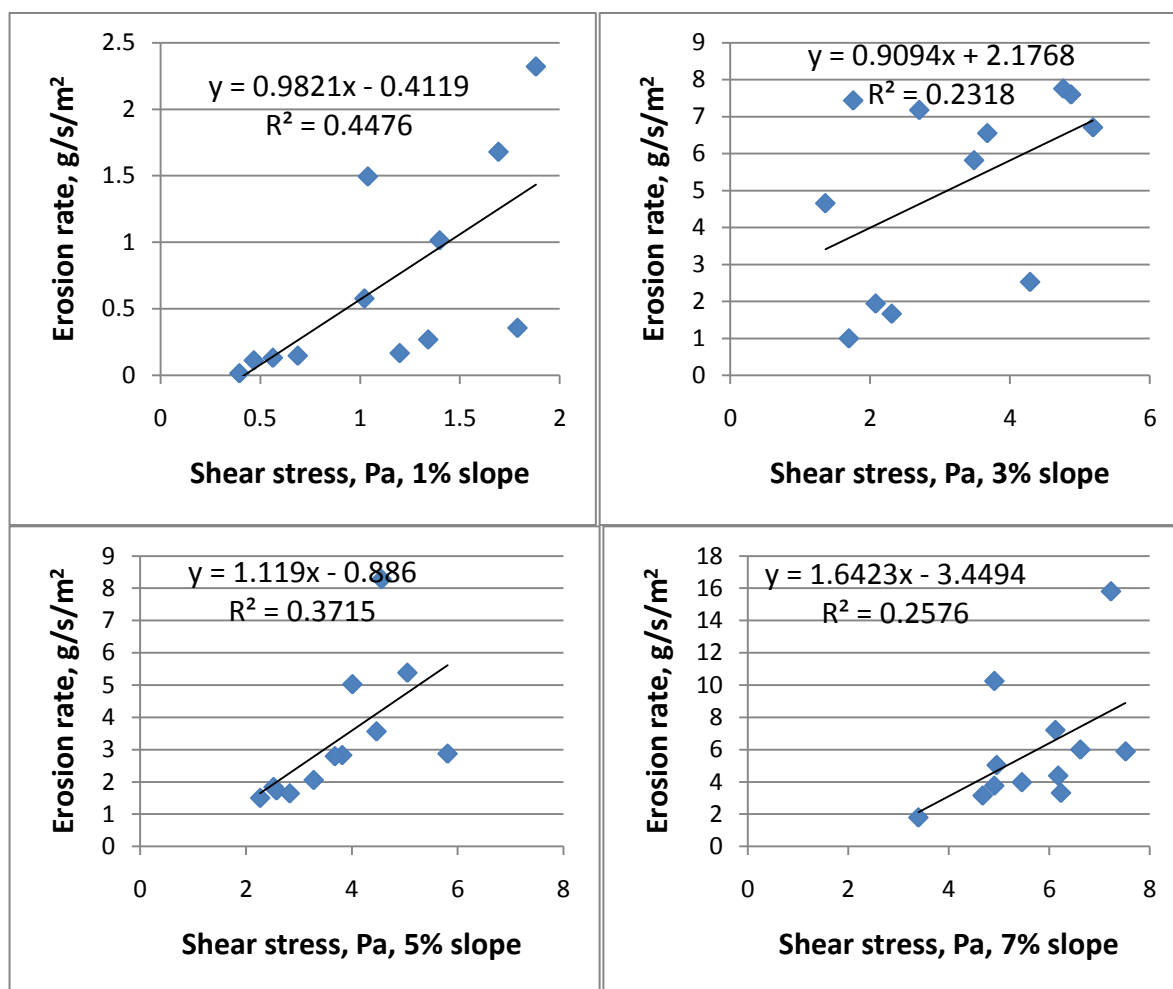 Erosion rate, g/s/m²
2.5
2
1.5
1
0.5
0
y = 0.9821x - 0.4119
R² = 0.4476
0 0.5 1 1.5 2
Shear stress, Pa, 1% slope
Erosion rate, g/s/m²
9
8
7
6
5
4
3
2
1
0
y = 0.9094x + 2.1768
R² = 0.2318
0 2 4 6
Shear stress, Pa, 3% slope
Erosion rate, g/s/m²
9
8
7
6
5
4
3
2
1
0
y = 1.119x - 0.886
R² = 0.3715
0 2 4 6 8
Shear stress, Pa, 5% slope
Erosion rate, g/s/m²
18
16
14
12
10
8
6
4
2
0
y = 1.6423x - 3.4494
R² = 0.2576
0 2 4 6 8
Shear stress, Pa, 7% slope